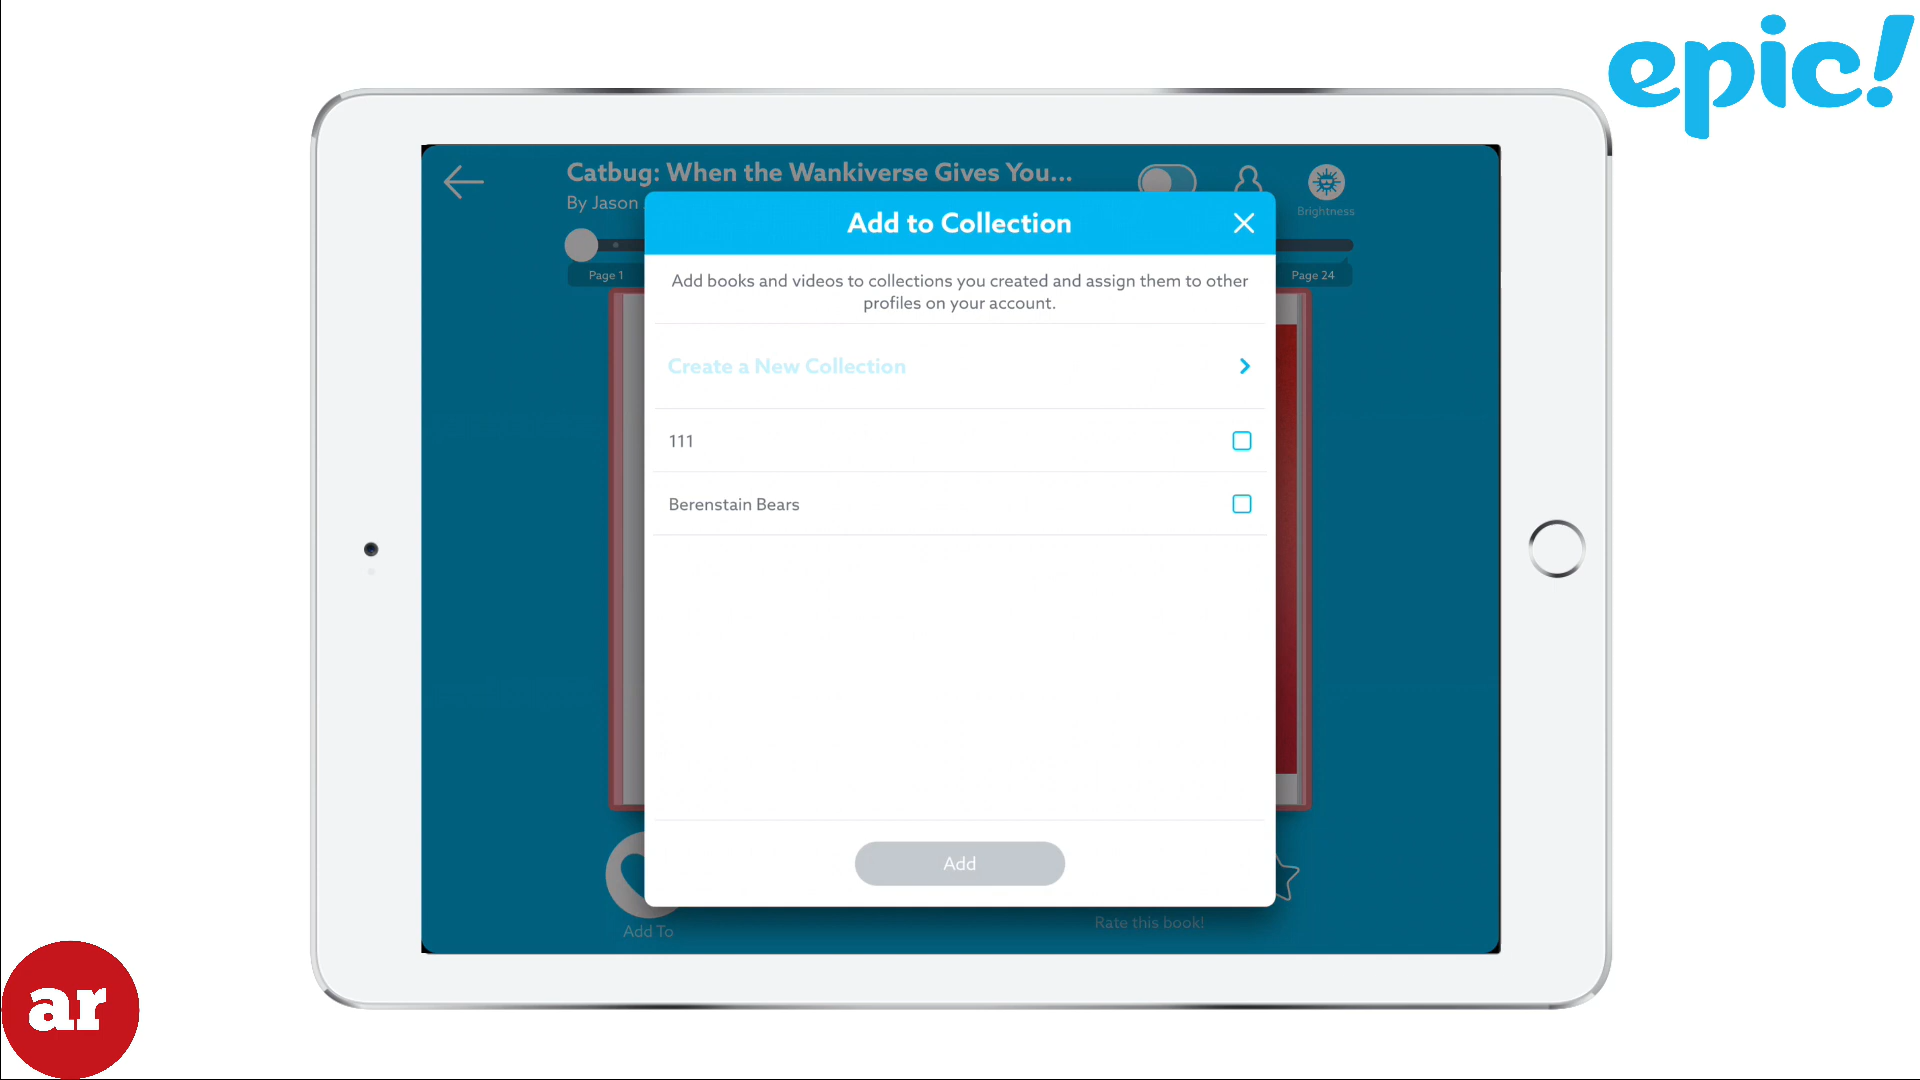 epic!
Catbug: When the Wankiverse Gives You...
By Jason
Brightness
Page 1
Page 24
Add to Collection
Add books and videos to collections you created and assign them to other
profiles on your account.
Create a New Collection
111
Berenstain Bears
Add
Add To
Rate this book!
ar